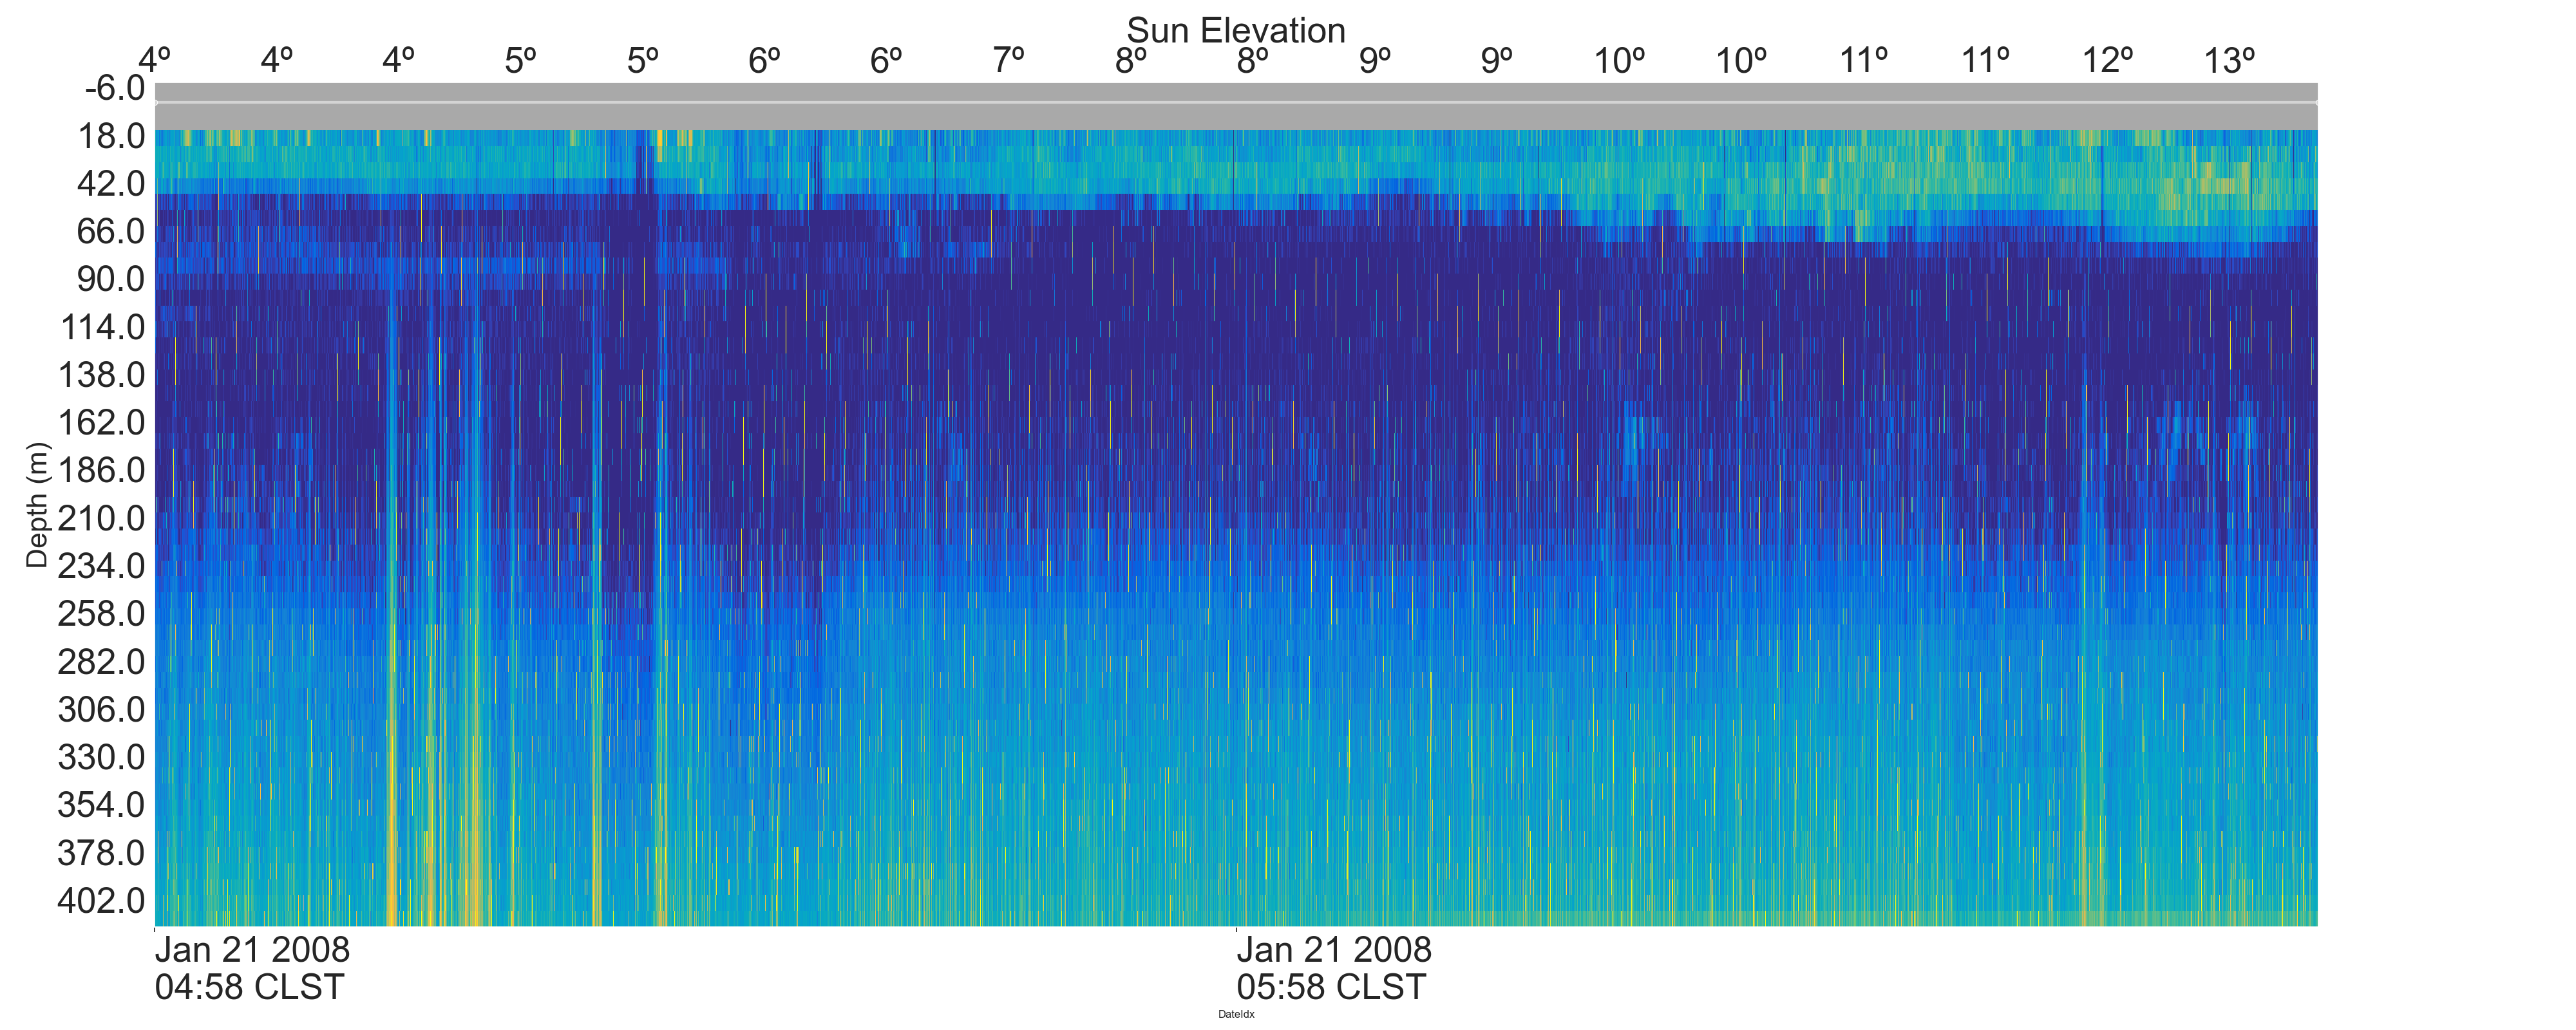 Sun Elevation
4º 4º 4º 5º 5º 6º 6º 7º 8º 8º 9º 9º 10º 10º 11º 11º 12º 13º
-6.0
18.0
42.0
66.0
90.0
114.0
138.0
162.0
186.0
210.0
234.0
258.0
282.0
306.0
330.0
354.0
378.0
402.0
Depth (m)
Jan 21 2008
04:58 CLST
Jan 21 2008
05:58 CLST
DateIdx